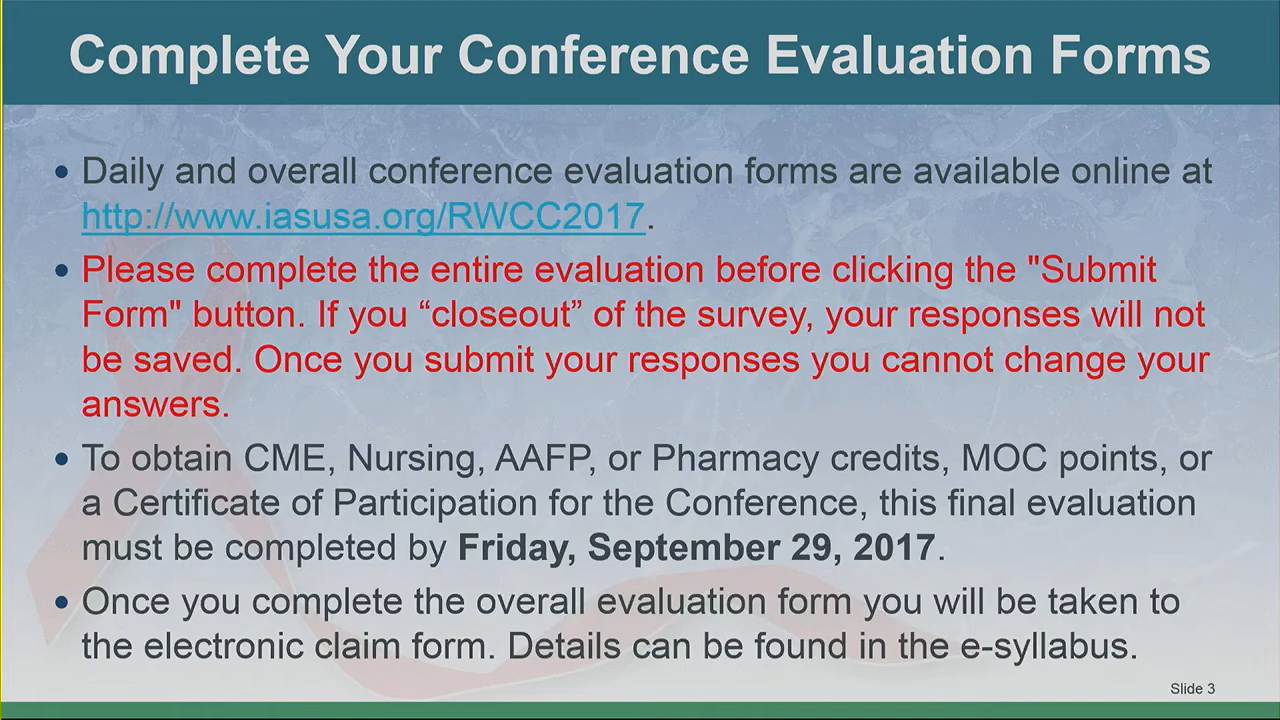 Complete Your Conference Evaluation Forms
• Daily and overall conference evaluation forms are available online at
http://www.iasusa.org/RWCC2017.
• Please complete the entire evaluation before clicking the "Submit
Form" button. If you “closeout” of the survey, your responses will not
be saved. Once you submit your responses you cannot change your
answers.
• To obtain CME, Nursing, AAFP, or Pharmacy credits, MOC points, or
a Certificate of Participation for the Conference, this final evaluation
must be completed by Friday, September 29, 2017.
• Once you complete the overall evaluation form you will be taken to
the electronic claim form. Details can be found in the e-syllabus.
Slide 3